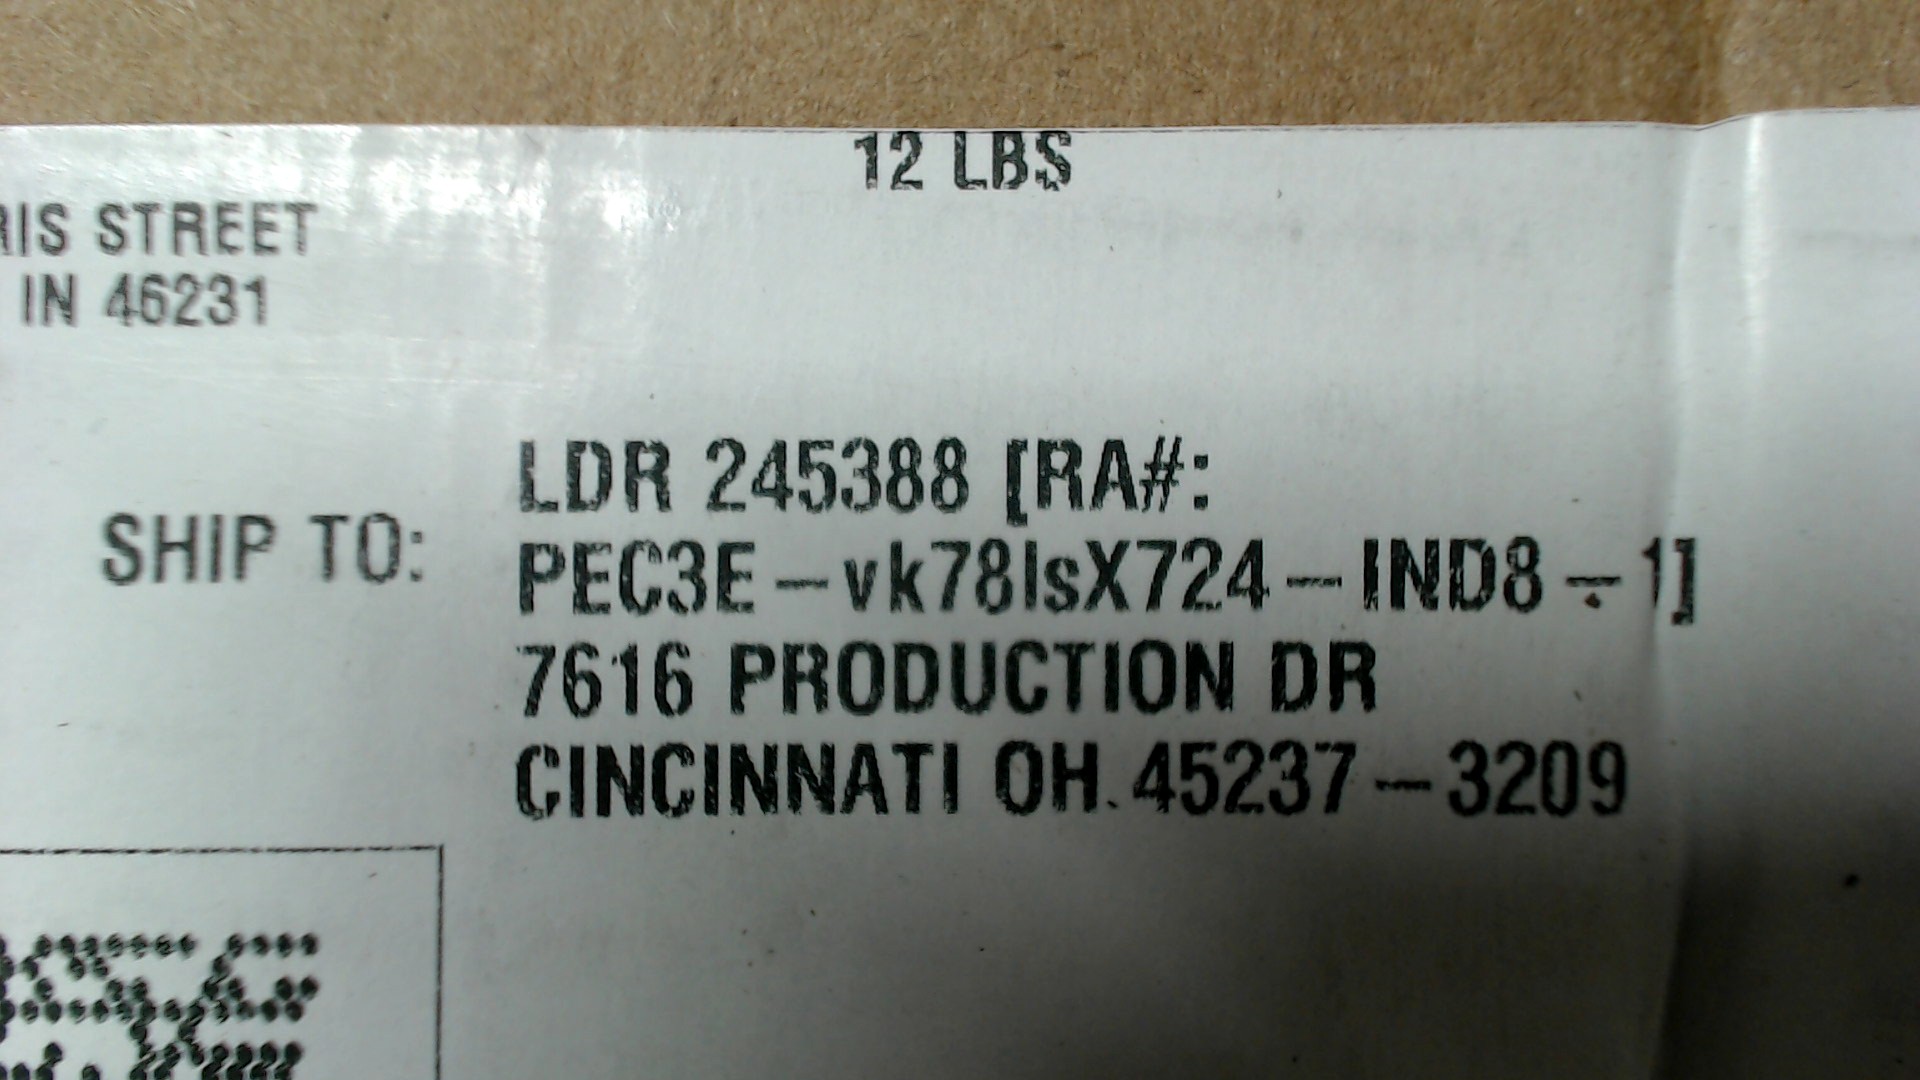 12 LBS
RIS STREET
IN 46231
SHIP TO:
LDR 245388 [RA#:
PEC3E-vk78lsX724-IND8-1]
7616 PRODUCTION DR
CINCINNATI OH 45237-3209